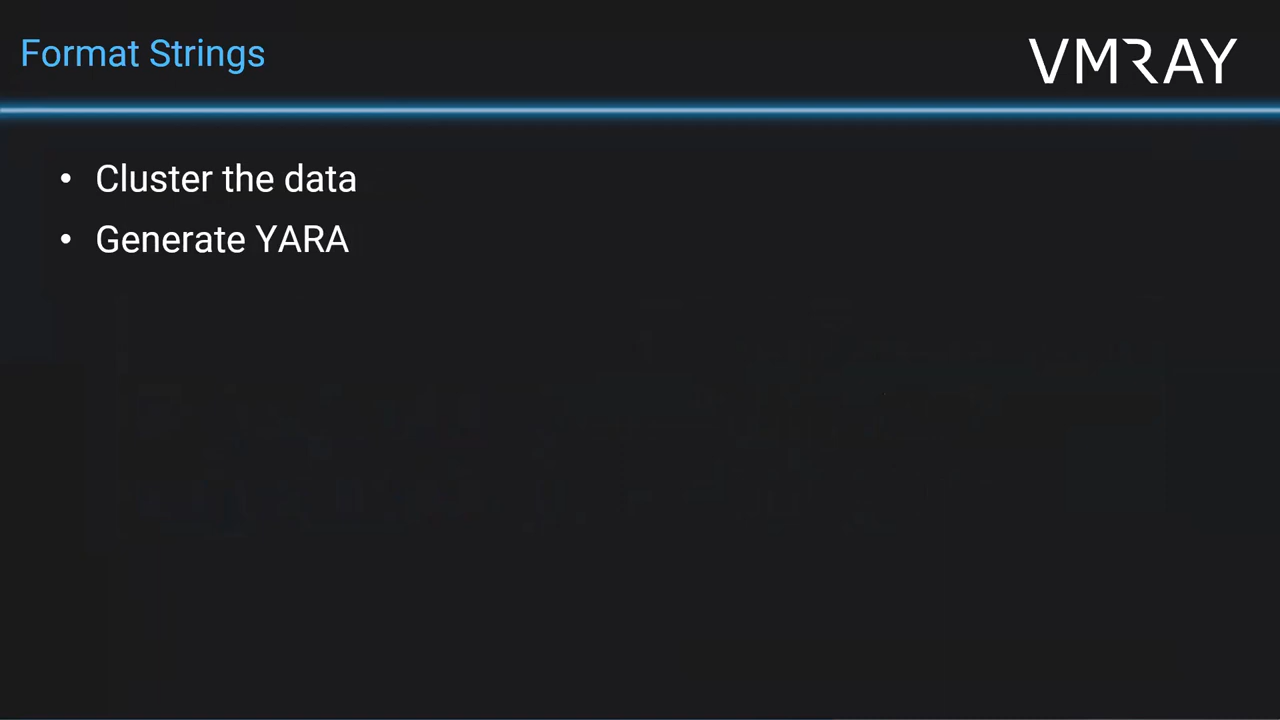 Format Strings
VMRAY
• Cluster the data
• Generate YARA